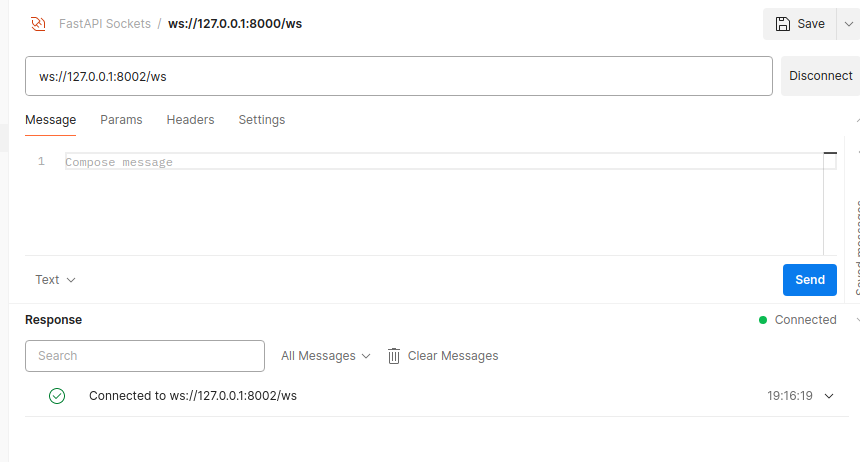 FastAPI Sockets / ws://127.0.0.1:8000/ws
Save
ws://127.0.0.1:8002/ws
Disconnect
Message Params Headers Settings
1 Compose message
Text
Send
Saved messages
Response
Connected
Search
All Messages
Clear Messages
Connected to ws://127.0.0.1:8002/ws
19:16:19